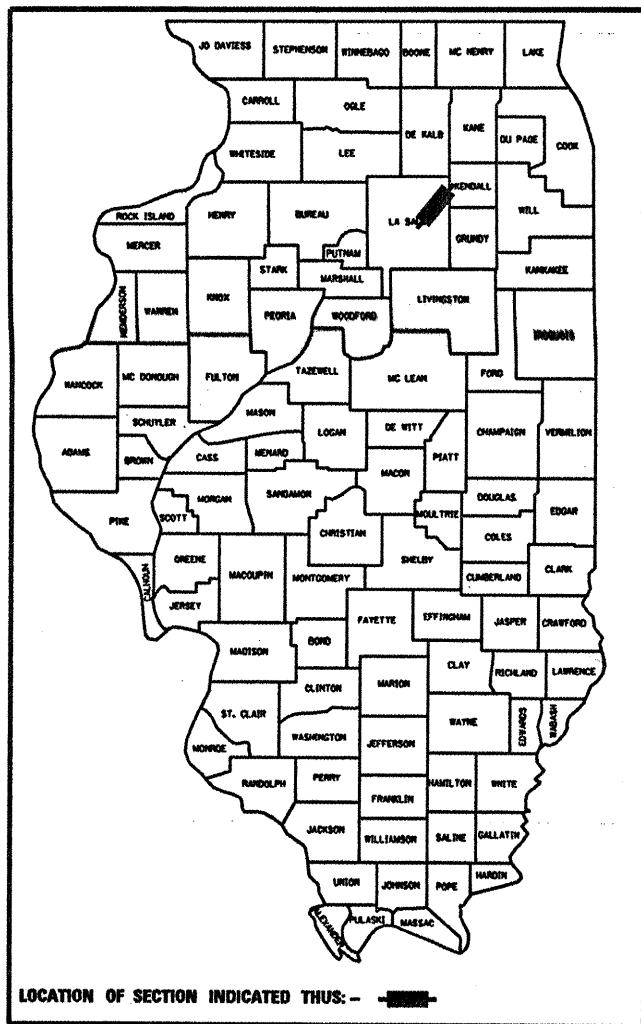 JO DAVIESS
STEPHENSON
WINNEBAGO
BOONE
MC HENRY
LAKE
CARROLL
OGLE
DE KALB
KANE
DU PAGE
COOK
WHITESIDE
LEE
KENDALL
ROCK ISLAND
HENRY
BUREAU
LA SA
WILL
MERCER
PUTNAM
GRUNDY
STARK
MARSHALL
KANKAKEE
HENDERSON
WARREN
KNOX
PEORIA
WOODFORD
LIVINGSTON
IROQUOIS
HANCOCK
MC DONOUGH
FULTON
TAZEWELL
MC LEAN
FORD
MASON
SCHUYLER
LOGAN
DE WITT
CHAMPAIGN
VERMILION
ADAMS
BROWN
CASS
MENARD
PIATT
MACON
MORGAN
SANGAMON
DOUGLAS
EDGAR
PIKE
SCOTT
MOULTRIE
CHRISTIAN
COLES
GREENE
SHELBY
CALHOUN
MACOUPIN
MONTGOMERY
CUMBERLAND
CLARK
JERSEY
FAYETTE
EFFINGHAM
JASPER
CRAWFORD
MADISON
BOND
CLAY
RICHLAND
LAWRENCE
CLINTON
MARION
ST. CLAIR
WAYNE
EDWARDS
WABASH
WASHINGTON
JEFFERSON
MONROE
RANDOLPH
PERRY
HAMILTON
WHITE
FRANKLIN
JACKSON
WILLIAMSON
SALINE
GALLATIN
UNION
JOHNSON
POPE
HARDIN
ALEXANDER
PULASKI
MASSAC
LOCATION OF SECTION INDICATED THUS: –